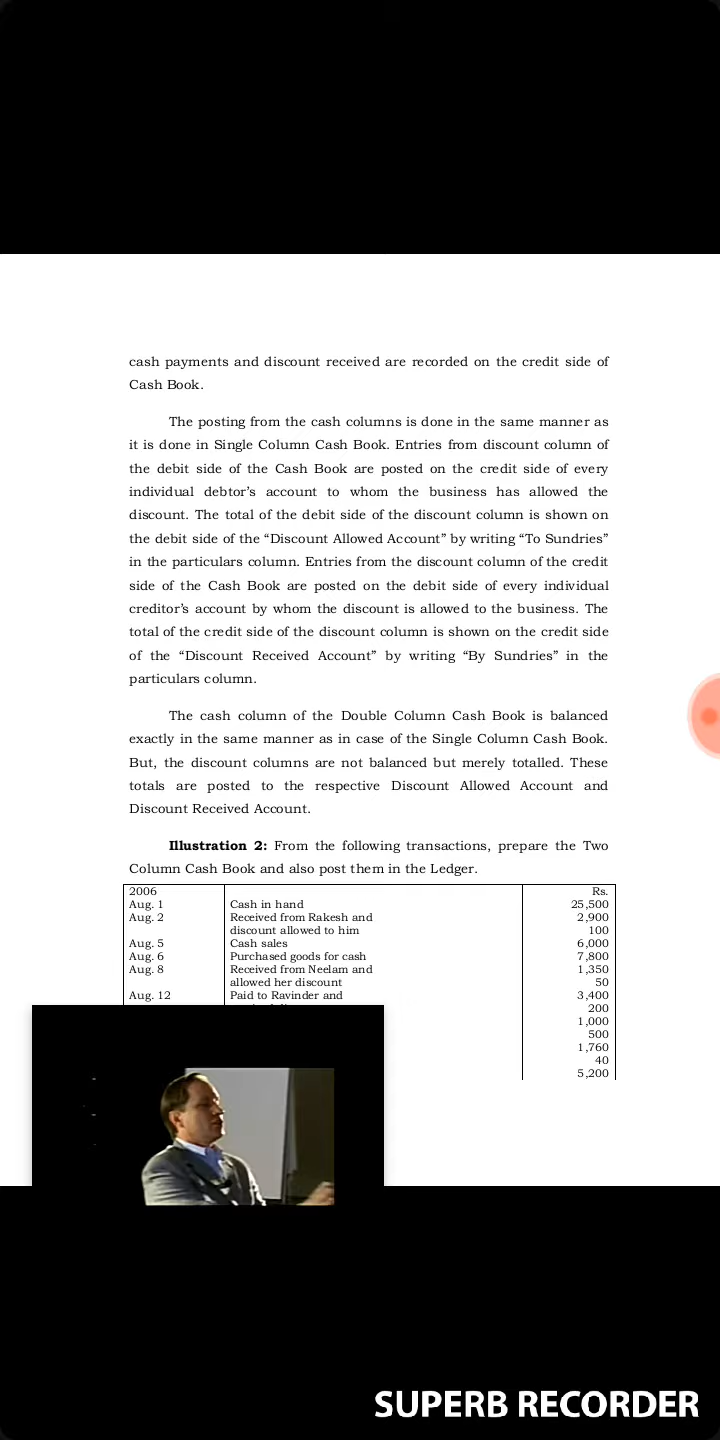 cash payments and discount received are recorded on the credit side of
Cash Book.
The posting from the cash columns is done in the same manner as
it is done in Single Column Cash Book. Entries from discount column of
the debit side of the Cash Book are posted on the credit side of every
individual debtor's account to whom the business has allowed the
discount. The total of the debit side of the discount column is shown on
the debit side of the “Discount Allowed Account” by writing “To Sundries”
in the particulars column. Entries from the discount column of the credit
side of the Cash Book are posted on the debit side of every individual
creditor's account by whom the discount is allowed to the business. The
total of the credit side of the discount column is shown on the credit side
of the “Discount Received Account” by writing “By Sundries” in the
particulars column.
The cash column of the Double Column Cash Book is balanced
exactly in the same manner as in case of the Single Column Cash Book.
But, the discount columns are not balanced but merely totalled. These
totals are posted to the respective Discount Allowed Account and
Discount Received Account.
Illustration 2: From the following transactions, prepare the Two
Column Cash Book and also post them in the Ledger.
2006 Rs.
Aug. 1 Cash in hand 25,500
Aug. 2 Received from Rakesh and 2,900
discount allowed to him 100
Aug. 5 Cash sales 6,000
Aug. 6 Purchased goods for cash 7,800
Aug. 8 Received from Neelam and 1,350
allowed her discount 50
Aug. 12 Paid to Ravinder and 3,400
200
1,000
500
1,760
40
5,200
SUPERB RECORDER